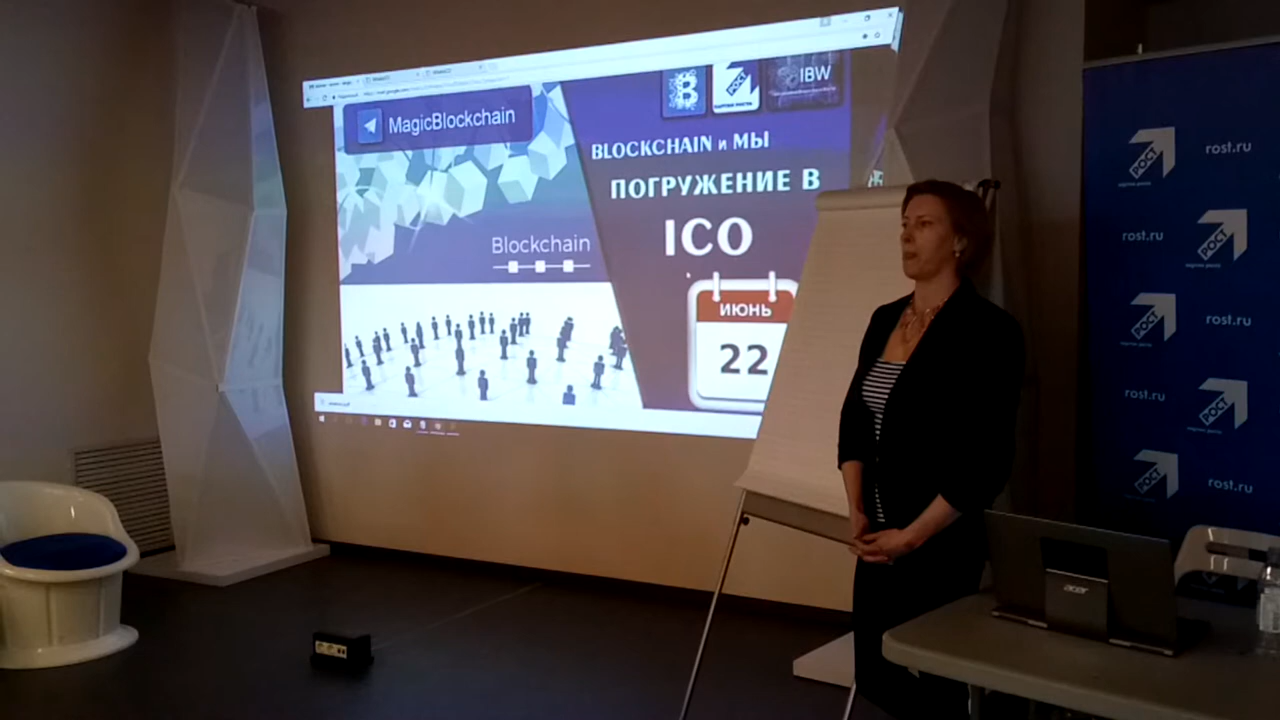 MagicBlockchain
IBW
BLOCKCHAIN и МЫ
ПОГРУЖЕНИЕ В
ICO
Blockchain
ИЮНЬ
22
РОСТ
rost.ru
rost.ru
РОСТ
РОСТ
rost.ru
rost.ru
РОСТ
РОСТ
rost.ru
acer